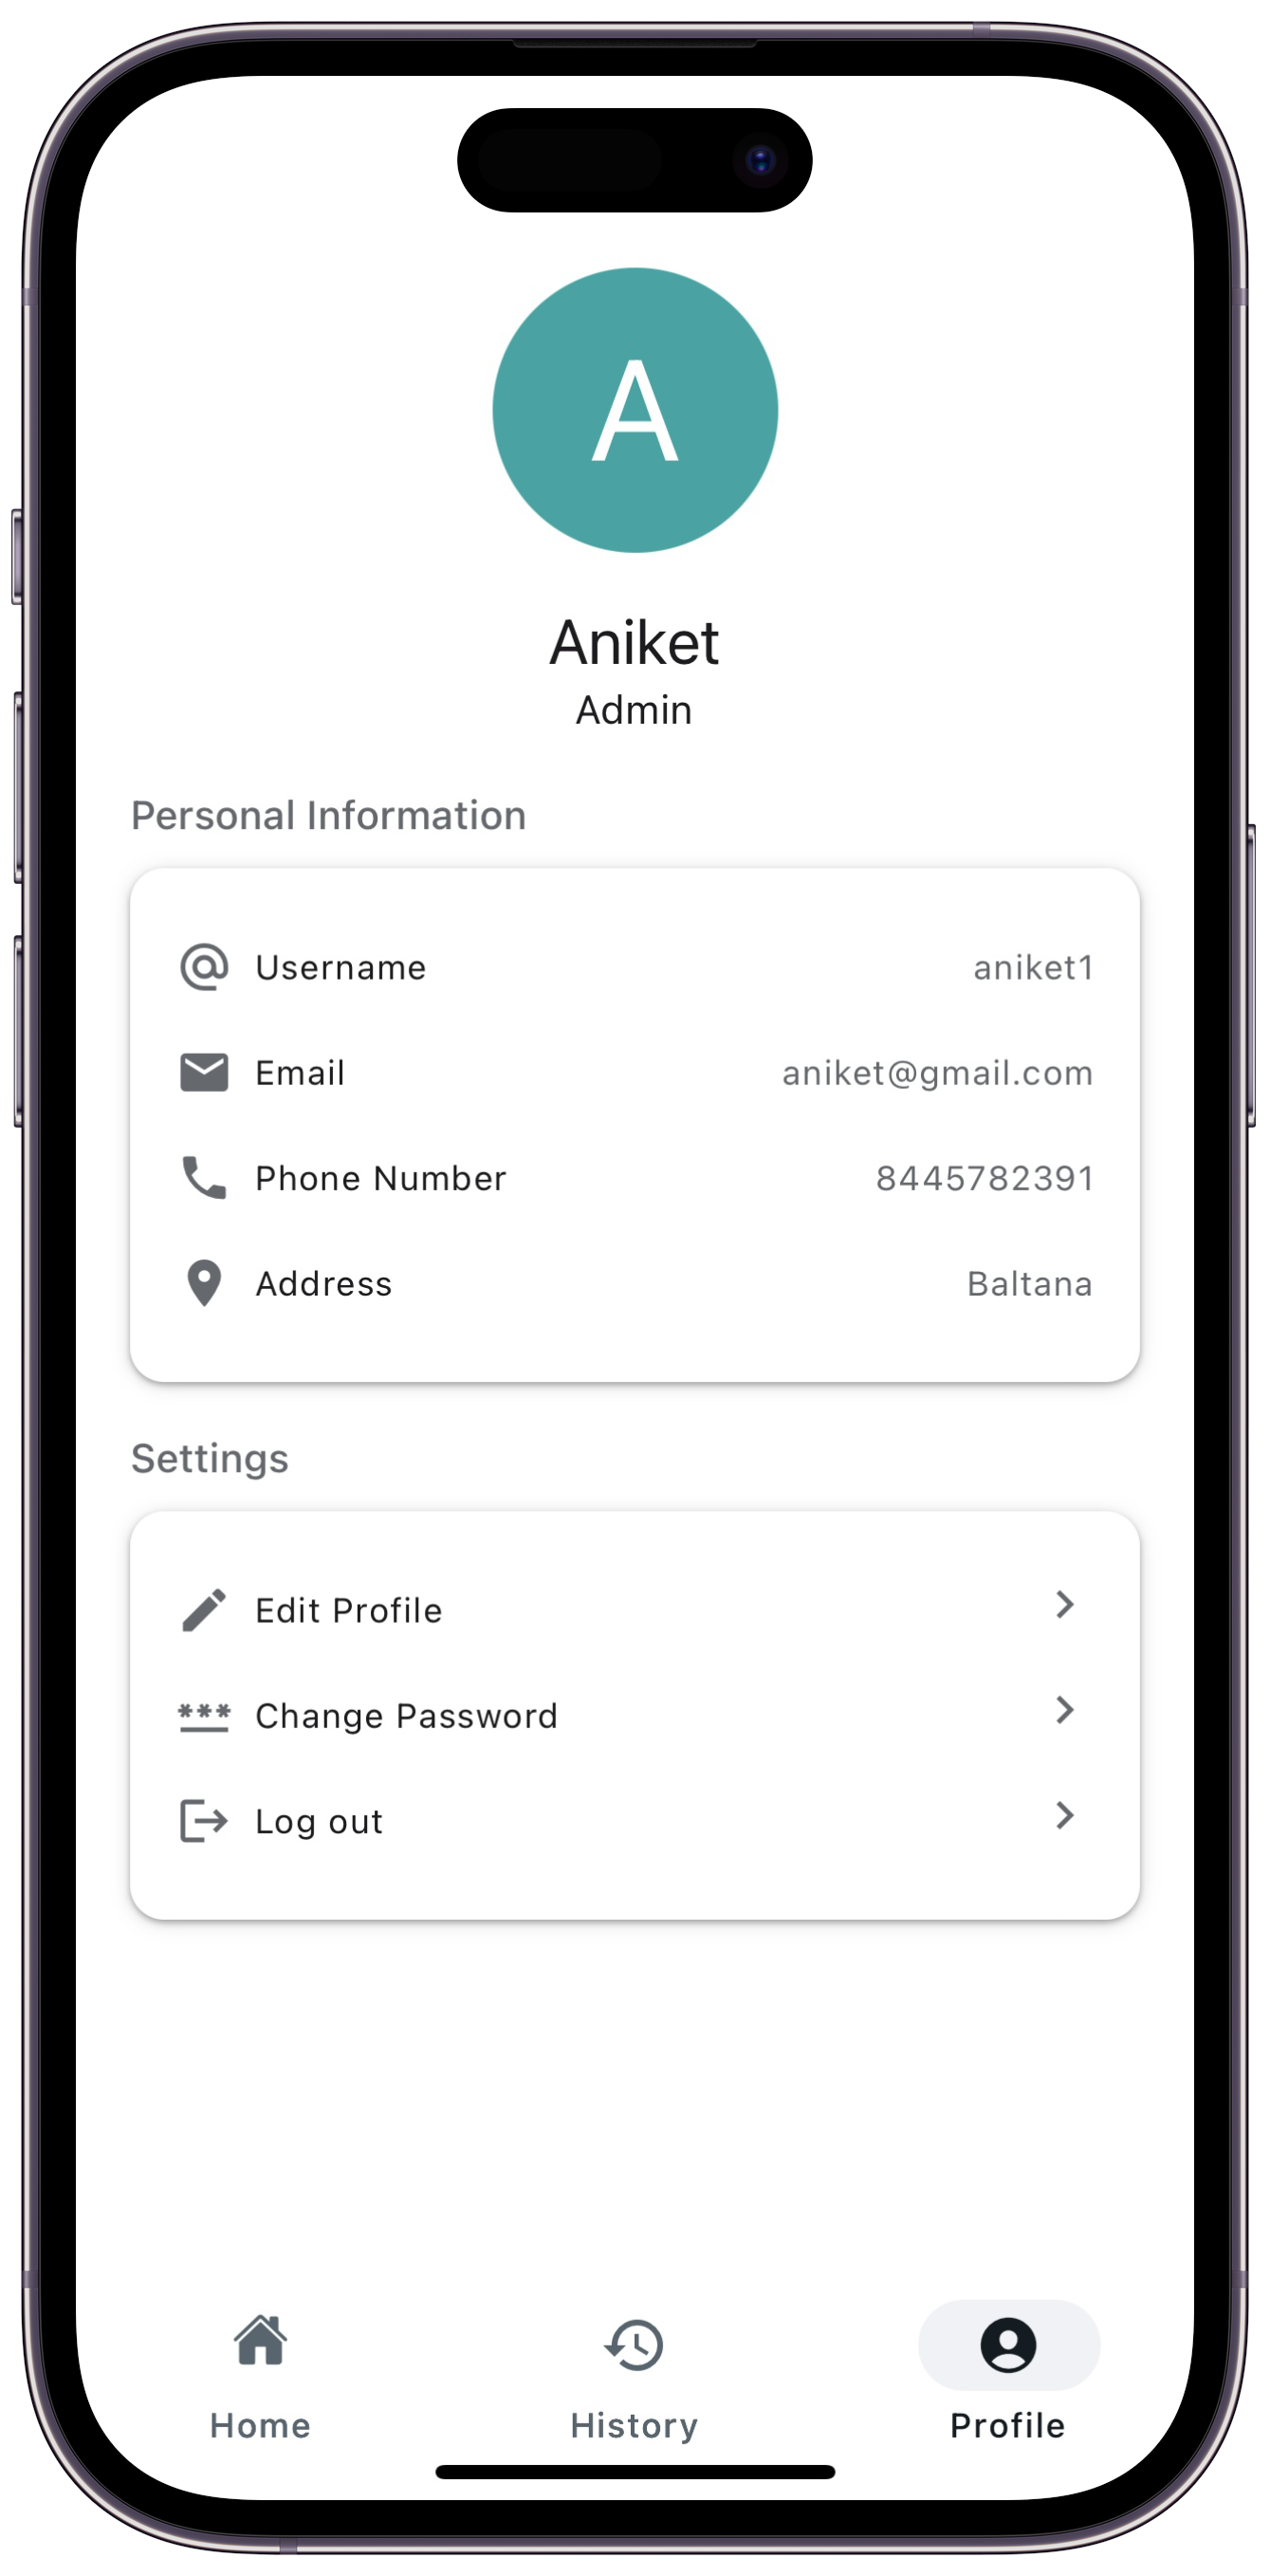 A
Aniket
Admin
Personal Information
Username aniket1
Email aniket@gmail.com
Phone Number 8445782391
Address Baltana
Settings
Edit Profile
Change Password
Log out
Home History Profile